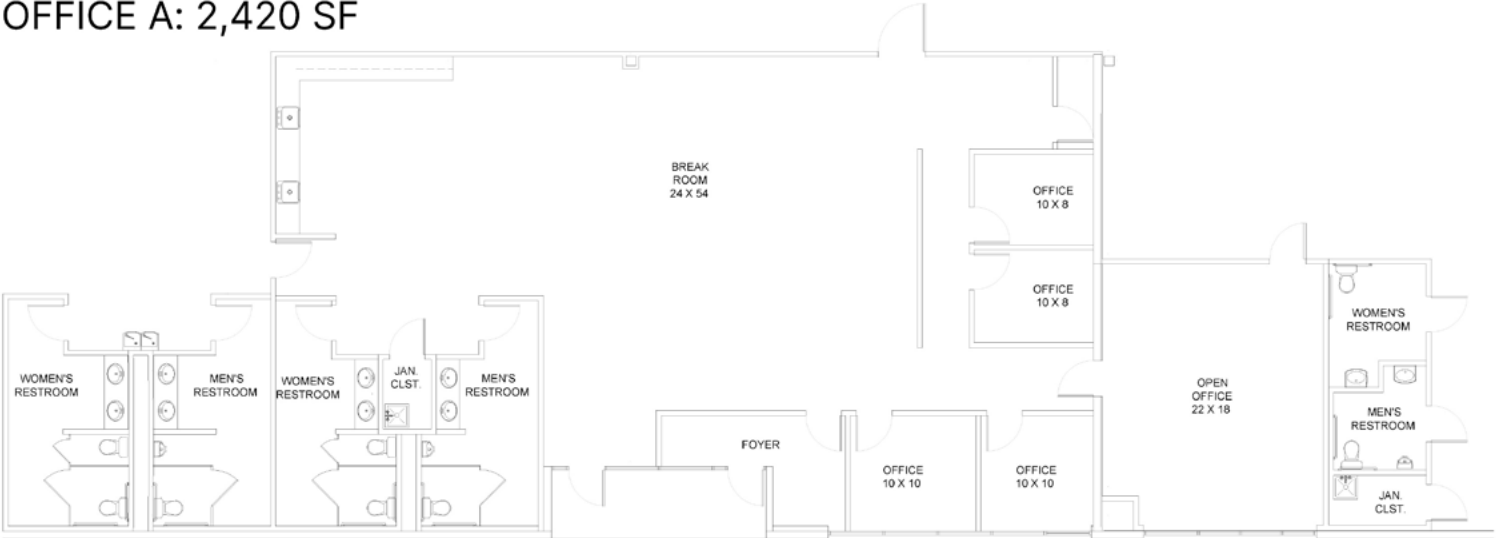 OFFICE A: 2,420 SF
BREAK
ROOM
24 X 54
OFFICE
10 X 8
OFFICE
10 X 8
WOMEN'S
RESTROOM
WOMEN'S
RESTROOM
MEN'S
RESTROOM
WOMEN'S
RESTROOM
JAN.
CLST.
MEN'S
RESTROOM
OPEN
OFFICE
22 X 18
MEN'S
RESTROOM
FOYER
OFFICE
10 X 10
OFFICE
10 X 10
JAN.
CLST.